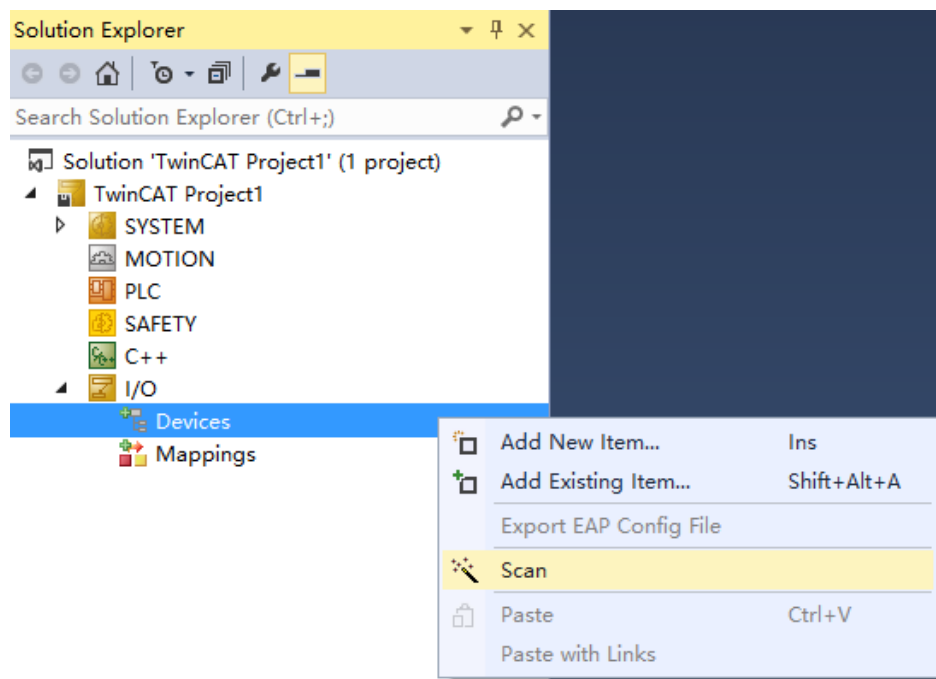 Solution Explorer
Search Solution Explorer (Ctrl+;)
Solution 'TwinCAT Project1' (1 project)
TwinCAT Project1
SYSTEM
MOTION
PLC
SAFETY
C++
I/O
Devices
Mappings
Add New Item... Ins
Add Existing Item... Shift+Alt+A
Export EAP Config File
Scan
Paste Ctrl+V
Paste with Links